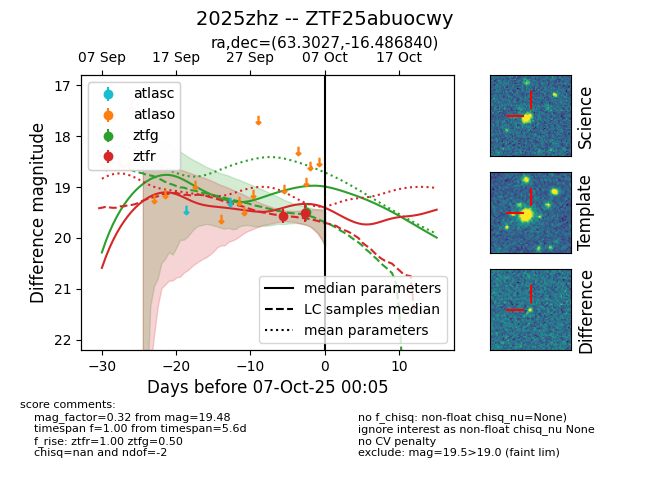 2025zhz -- ZTF25abuocwy
ra,dec=(63.3027,-16.486840)
07 Sep 17 Sep 27 Sep 07 Oct 17 Oct
17
18
19
20
21
22
Difference magnitude
atlasc
atlaso
ztfg
ztfr
median parameters
LC samples median
mean parameters
−30 −20 −10 0 10
Days before 07-Oct-25 00:05
Science
Template
Difference
score comments:
mag_factor=0.32 from mag=19.48
timespan f=1.00 from timespan=5.6d
f_rise: ztfr=1.00 ztfg=0.50
chisq=nan and ndof=-2
no f_chisq: non-float chisq_nu=None)
ignore interest as non-float chisq_nu None
no CV penalty
exclude: mag=19.5>19.0 (faint lim)